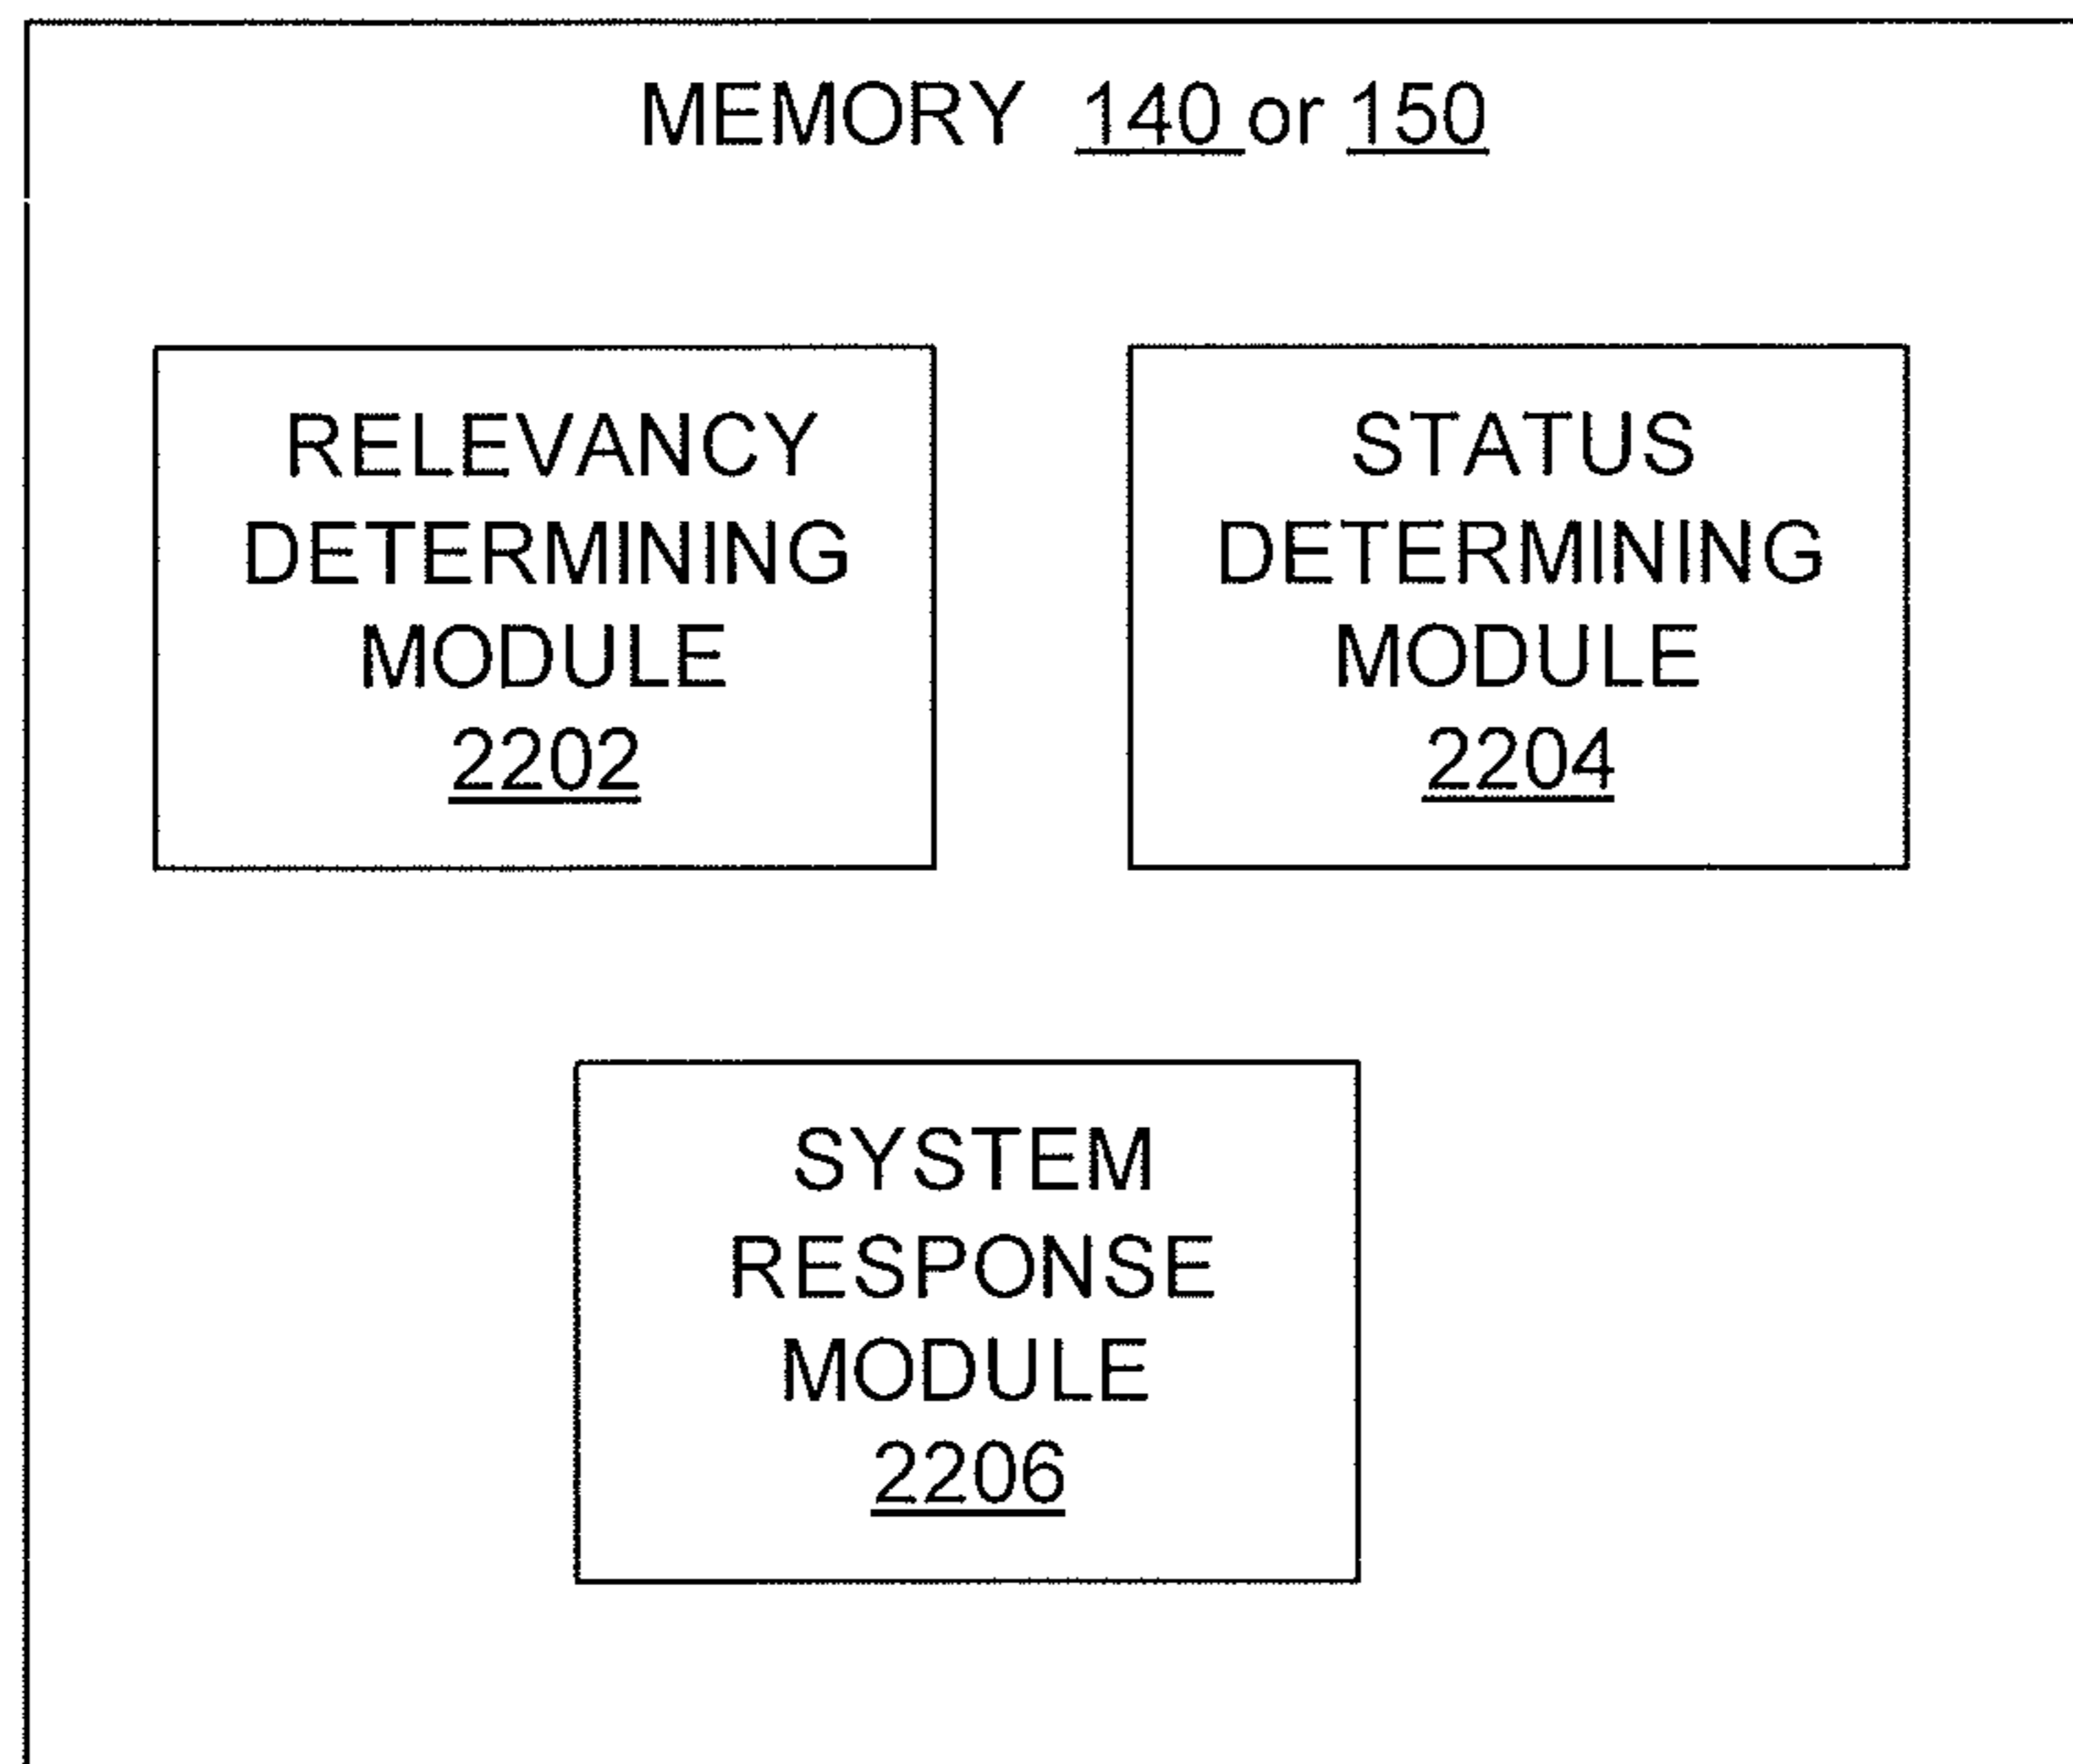 MEMORY 140 or 150
RELEVANCY
DETERMINING
MODULE
2202
STATUS
DETERMINING
MODULE
2204
SYSTEM
RESPONSE
MODULE
2206